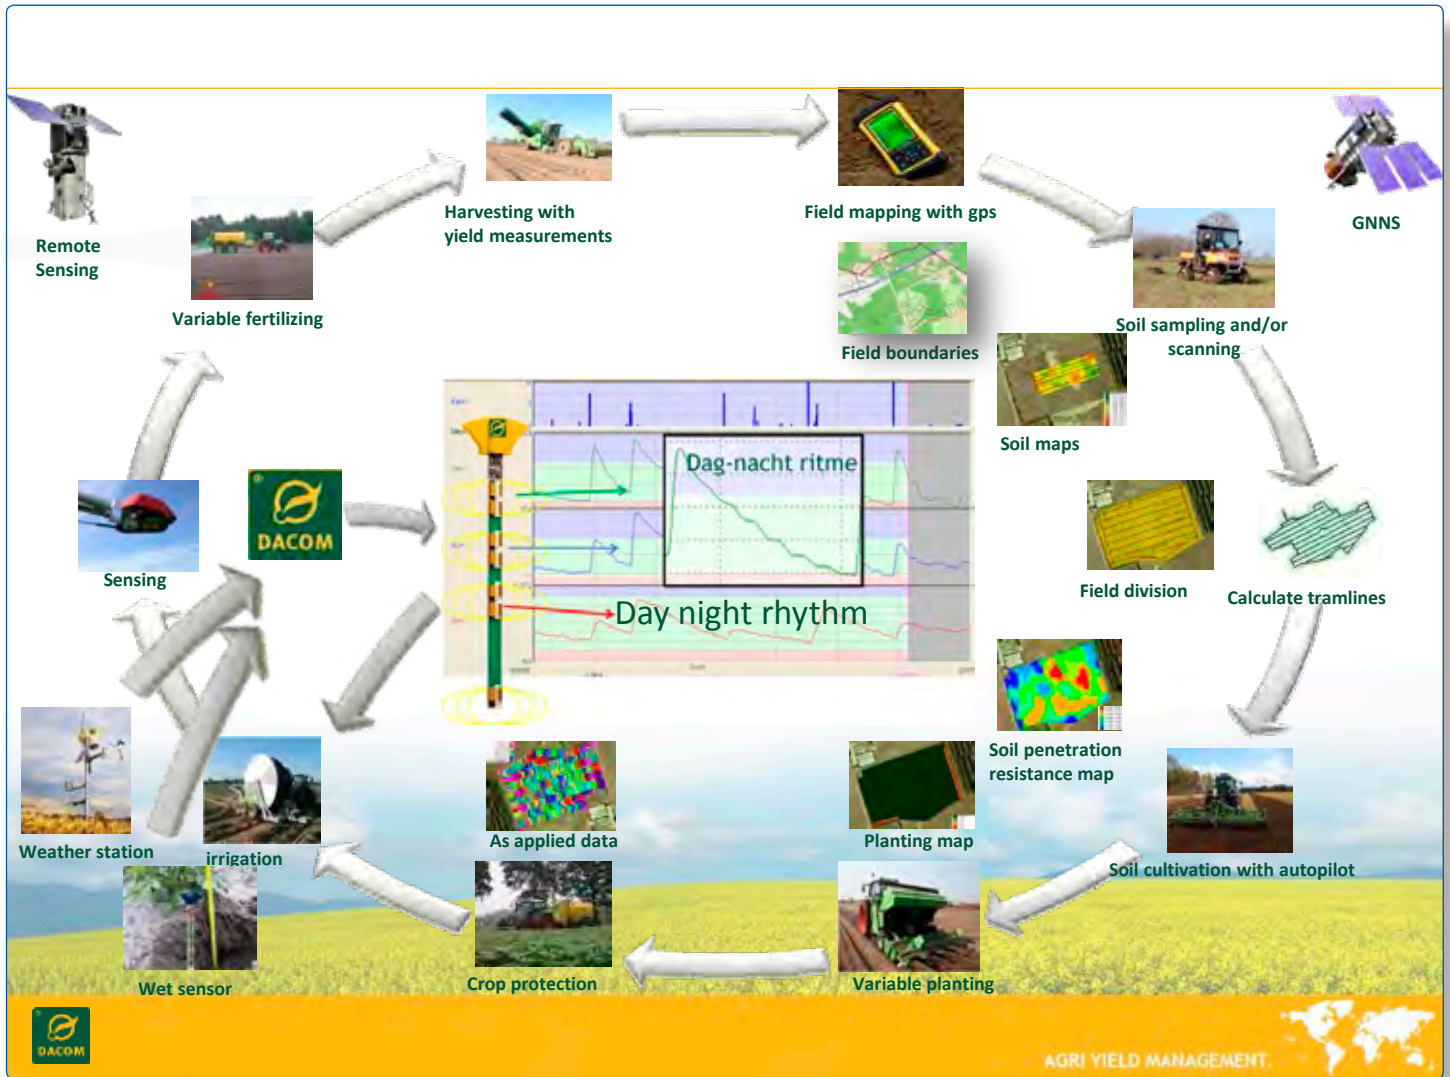 Remote
Sensing
Variable fertilizing
Harvesting with
yield measurements
Field mapping with gps
GNNS
Field boundaries
Soil sampling and/or
scanning
Soil maps
Dag-nacht ritme
DACOM
Sensing
Day night rhythm
Field division
Calculate tramlines
Soil penetration
resistance map
Weather station
irrigation
As applied data
Planting map
Soil cultivation with autopilot
Wet sensor
Crop protection
Variable planting
DACOM
AGRI YIELD MANAGEMENT.